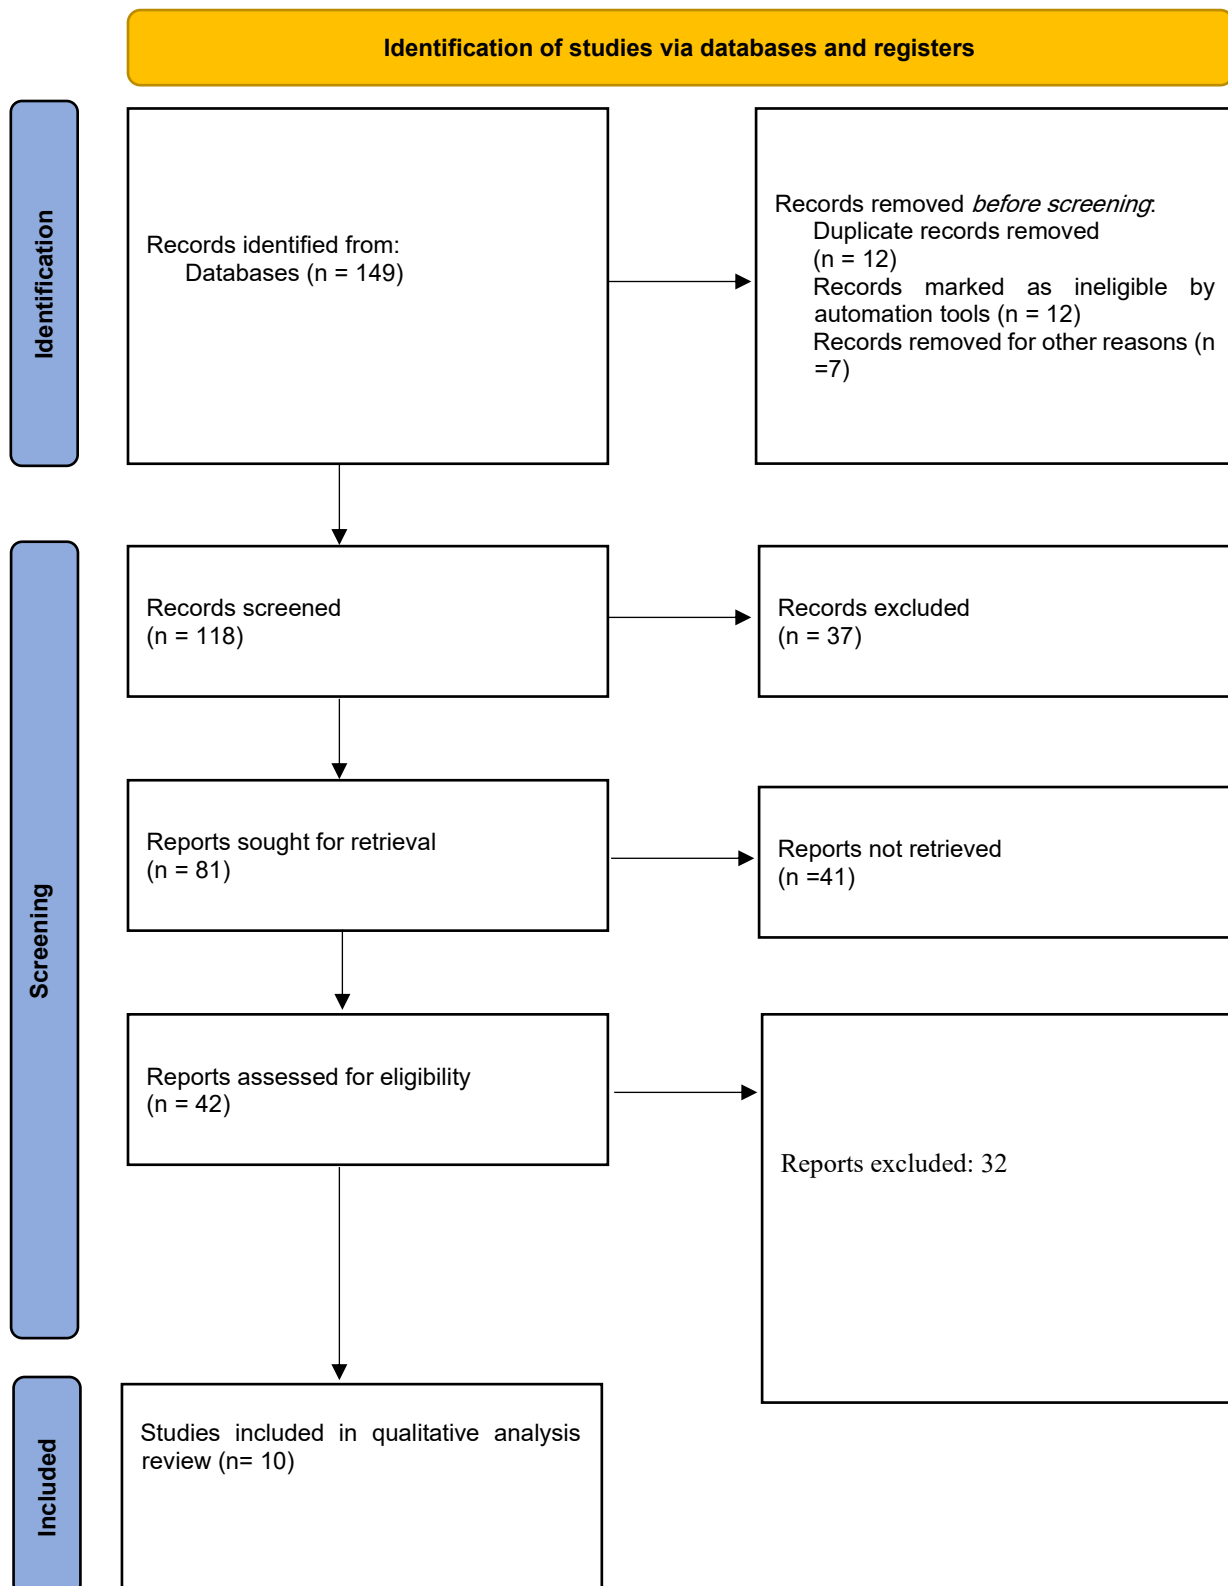 Identification of studies via databases and registers
Identification
Records identified from:
Databases (n = 149)
Records removed before screening:
Duplicate records removed
(n = 12)
Records marked as ineligible by
automation tools (n = 12)
Records removed for other reasons (n
=7)
Screening
Records screened
(n = 118)
Records excluded
(n = 37)
Reports sought for retrieval
(n = 81)
Reports not retrieved
(n =41)
Reports assessed for eligibility
(n = 42)
Reports excluded: 32
Included
Studies included in qualitative analysis
review (n= 10)